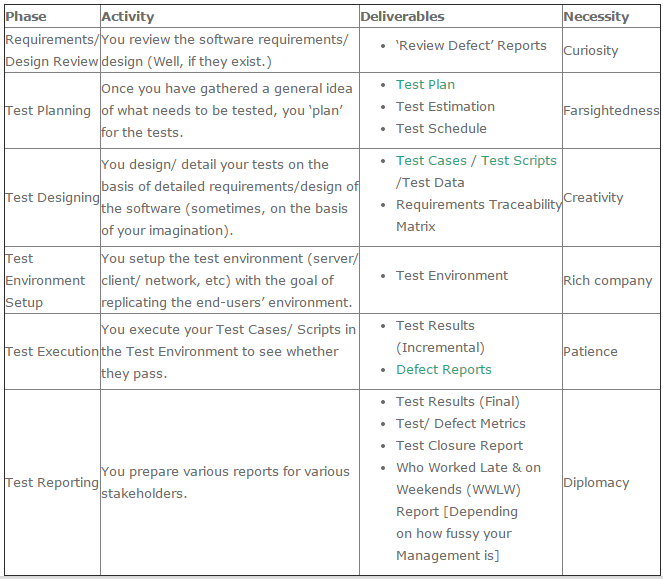 Phase Activity Deliverables Necessity
Requirements/
Design Review
You review the software requirements/
design (Well, if they exist.)
• ‘Review Defect’ Reports
Curiosity
Test Planning
Once you have gathered a general idea
of what needs to be tested, you ‘plan’
for the tests.
• Test Plan
• Test Estimation
• Test Schedule
Farsightedness
Test Designing
You design/ detail your tests on the
basis of detailed requirements/design of
the software (sometimes, on the basis
of your imagination).
• Test Cases / Test Scripts
/Test Data
• Requirements Traceability
Matrix
Creativity
Test
Environment
Setup
You setup the test environment (server/
client/ network, etc) with the goal of
replicating the end-users’ environment.
• Test Environment
Rich company
Test Execution
You execute your Test Cases/ Scripts in
the Test Environment to see whether
they pass.
• Test Results
(Incremental)
• Defect Reports
Patience
Test Reporting
You prepare various reports for various
stakeholders.
• Test Results (Final)
• Test/ Defect Metrics
• Test Closure Report
• Who Worked Late & on
Weekends (WWLW)
Report [Depending
on how fussy your
Management is]
Diplomacy